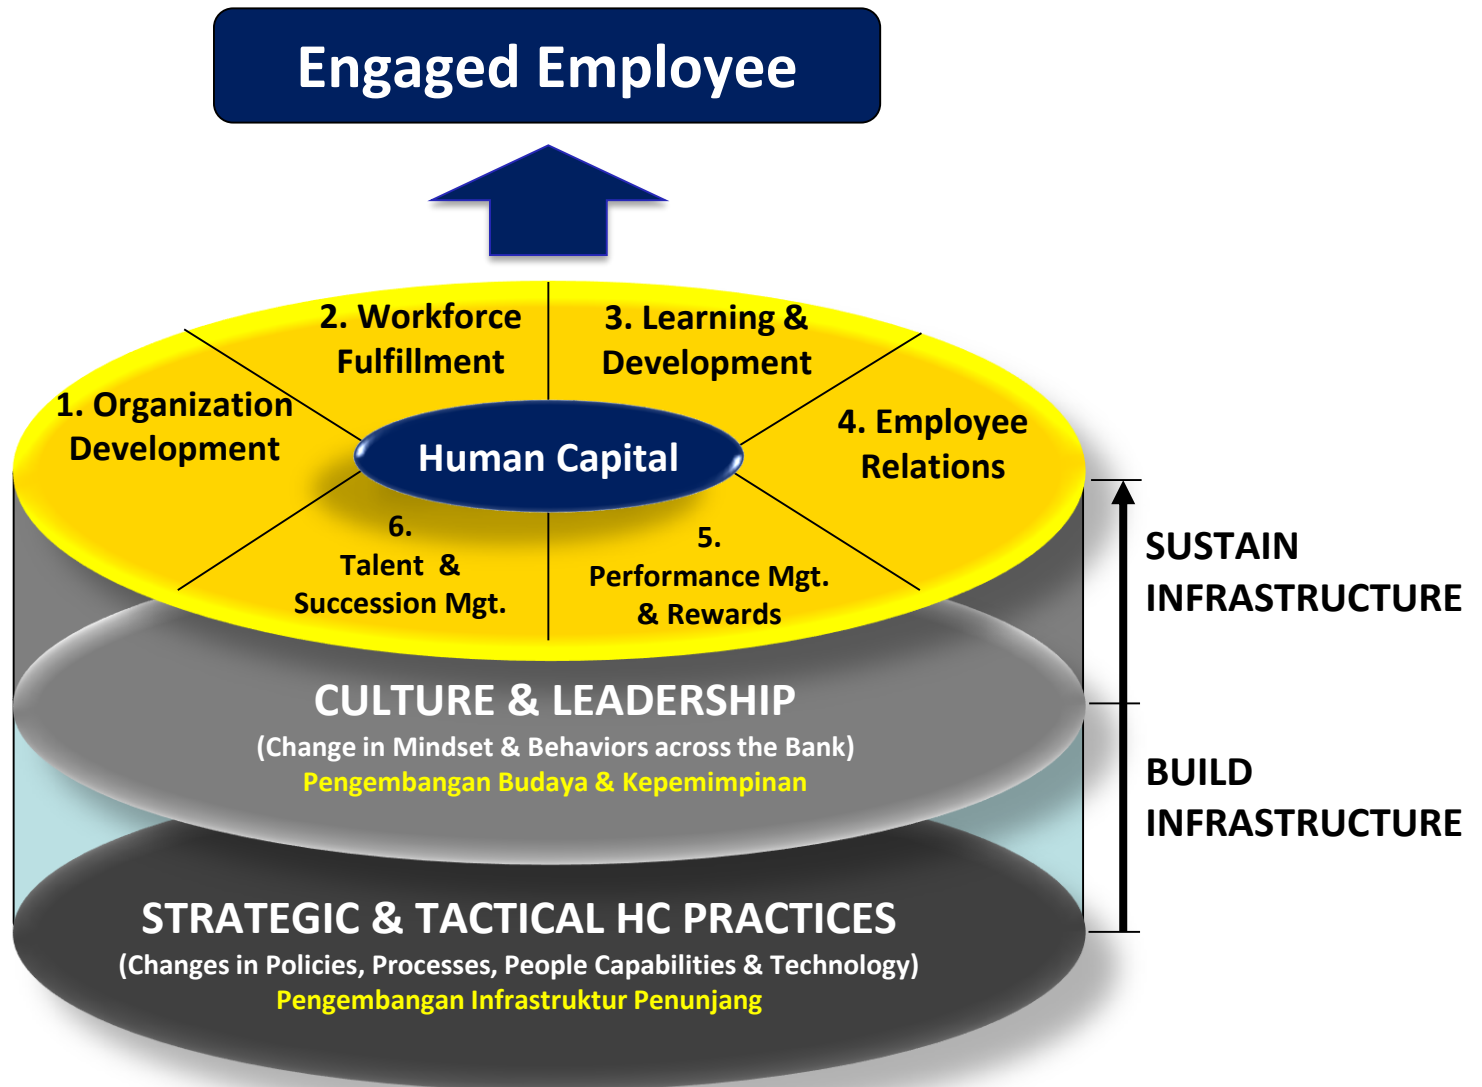 Engaged Employee
2. Workforce
Fulfillment
3. Learning &
Development
1. Organization
Development
4. Employee
Relations
Human Capital
6.
Talent &
Succession Mgt.
5.
Performance Mgt.
& Rewards
SUSTAIN
INFRASTRUCTURE
CULTURE & LEADERSHIP
(Change in Mindset & Behaviors across the Bank)
Pengembangan Budaya & Kepemimpinan
BUILD
INFRASTRUCTURE
STRATEGIC & TACTICAL HC PRACTICES
(Changes in Policies, Processes, People Capabilities & Technology)
Pengembangan Infrastruktur Penunjang